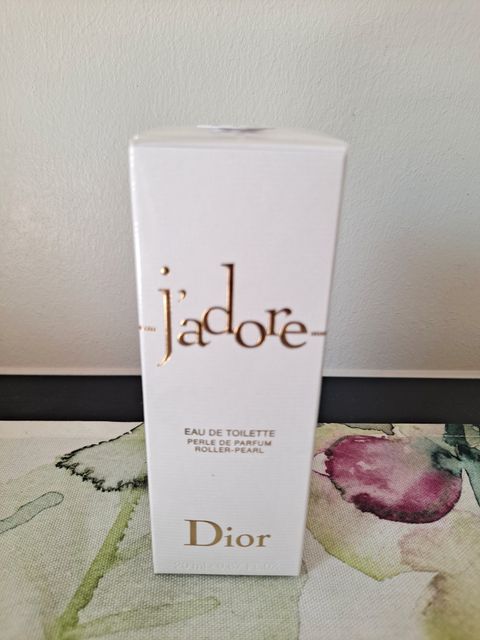 j'adore
EAU DE TOILETTE
PERLE DE PARFUM
ROLLER-PEARL
Dior